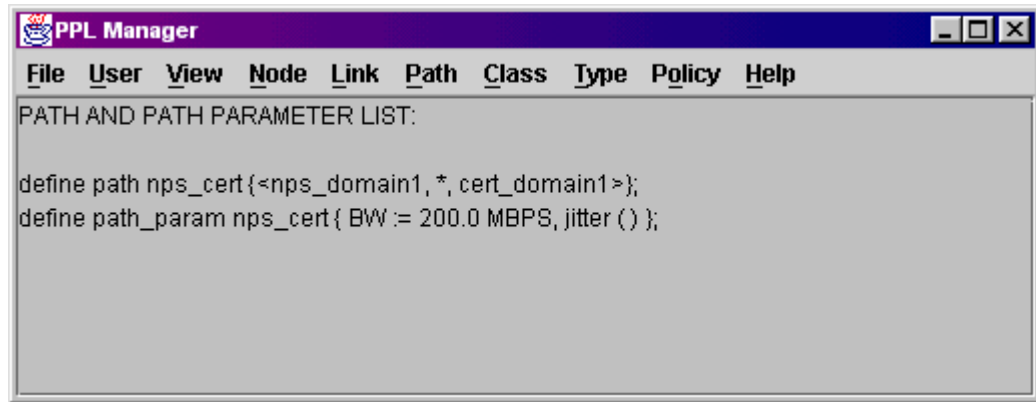 PPL Manager
File User View Node Link Path Class Type Policy Help
PATH AND PATH PARAMETER LIST:
define path nps_cert {<nps_domain1, *, cert_domain1>};
define path_param nps_cert { BW := 200.0 MBPS, jitter () };